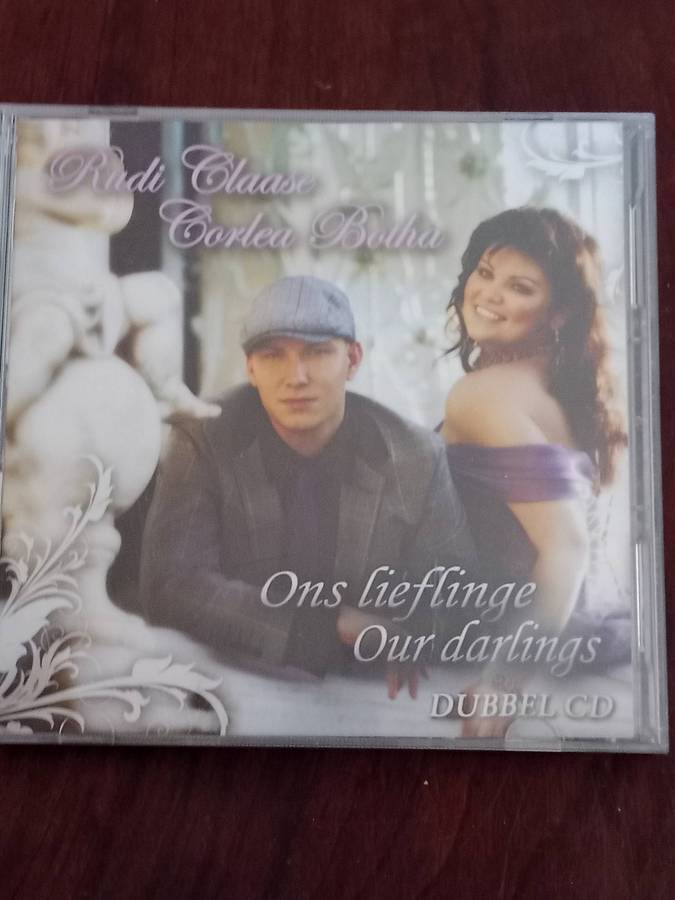 Rudi Claase
Corlea Botha
Ons lieflinge
Our darlings
DUBBEL CD